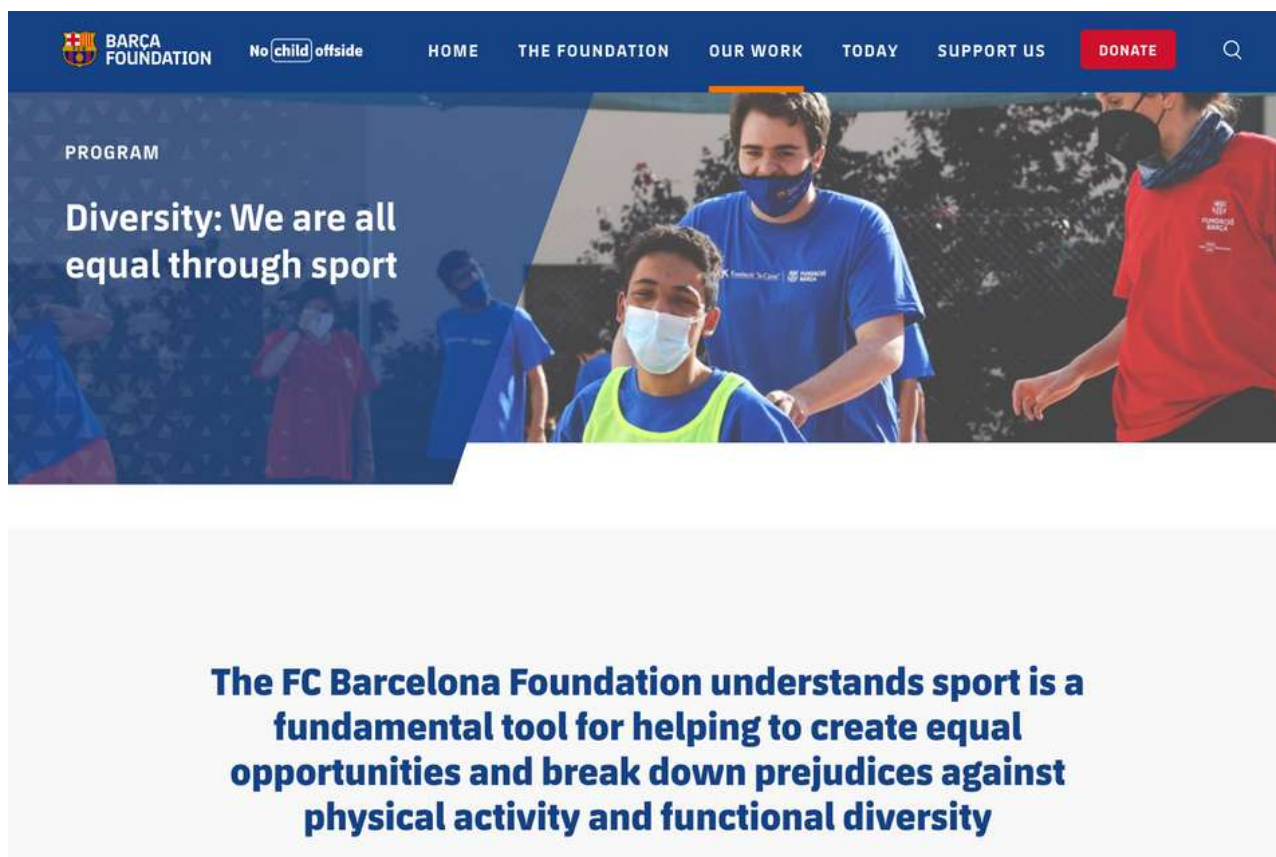 BARÇA
FOUNDATION
No child offside
HOME
THE FOUNDATION
OUR WORK
TODAY
SUPPORT US
DONATE
PROGRAM
Diversity: We are all
equal through sport
FUNDACIÓ
BARÇA
The FC Barcelona Foundation understands sport is a
fundamental tool for helping to create equal
opportunities and break down prejudices against
physical activity and functional diversity